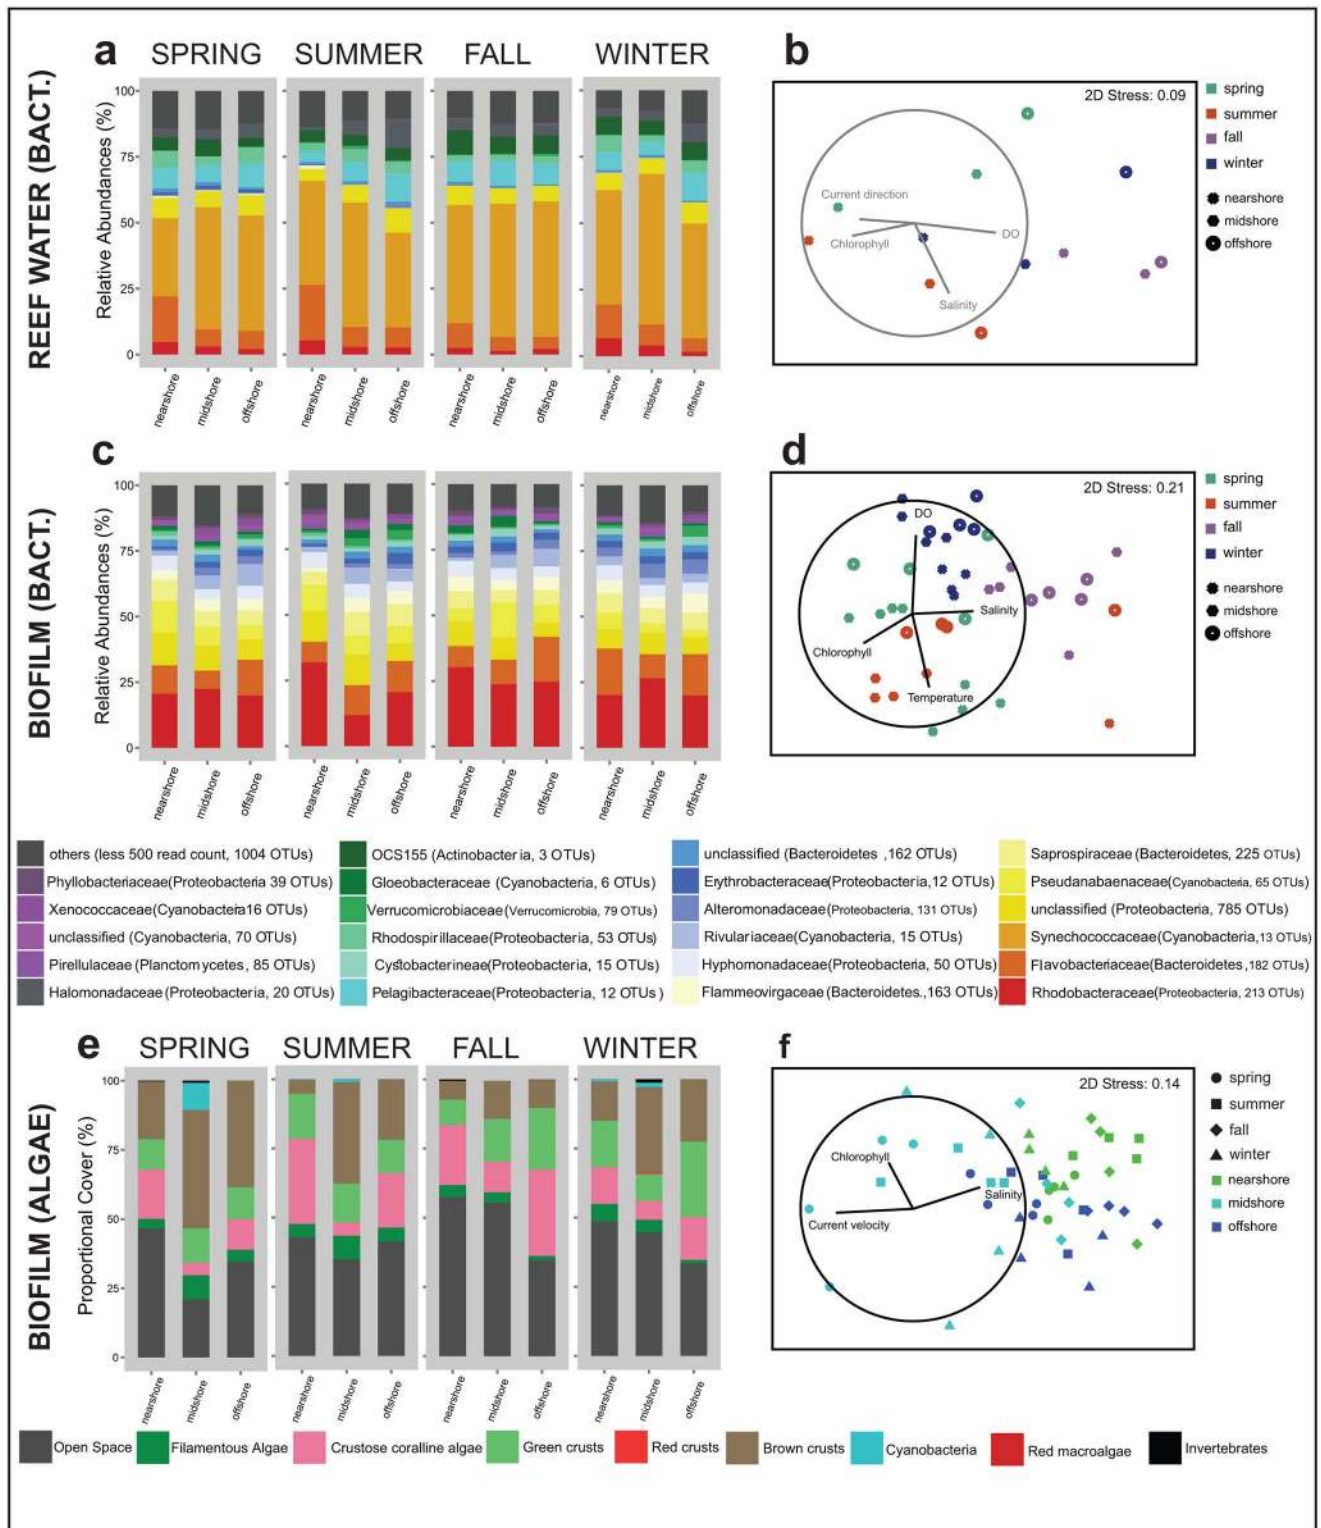 a
SPRING SUMMER FALL WINTER
REEF WATER (BACT.)
Relative Abundances (%)
100
75
50
25
0
nearshore midshore offshore nearshore midshore offshore nearshore midshore offshore nearshore midshore offshore
b
2D Stress: 0.09
Current direction
Chlorophyll
DO
Salinity
spring
summer
fall
winter
nearshore
midshore
offshore
c
BIOFILM (BACT.)
Relative Abundances (%)
100
75
50
25
0
nearshore midshore offshore nearshore midshore offshore nearshore midshore offshore nearshore midshore offshore
d
2D Stress: 0.21
DO
Salinity
Chlorophyll
Temperature
spring
summer
fall
winter
nearshore
midshore
offshore
others (less 500 read count, 1004 OTUs)
Phyllobacteriaceae(Proteobacteria 39 OTUs)
Xenococcaceae(Cyanobacteria16 OTUs)
unclassified (Cyanobacteria, 70 OTUs)
Pirellulaceae (Planctomycetes, 85 OTUs)
Halomonadaceae (Proteobacteria, 20 OTUs)
OCS155 (Actinobacteria, 3 OTUs)
Gloeobacteraceae (Cyanobacteria, 6 OTUs)
Verrucomicrobiaceae (Verrucomicrobia, 79 OTUs)
Rhodospirillaceae(Proteobacteria, 53 OTUs)
Cystobacterineae(Proteobacteria, 15 OTUs)
Pelagibacteraceae(Proteobacteria, 12 OTUs )
unclassified (Bacteroidetes ,162 OTUs)
Erythrobacteraceae(Proteobacteria,12 OTUs)
Alteromonadaceae(Proteobacteria, 131 OTUs)
Rivulariaceae(Cyanobacteria, 15 OTUs)
Hyphomonadaceae(Proteobacteria, 50 OTUs)
Flammeovirgaceae (Bacteroidetes.,163 OTUs)
Saprospiraceae (Bacteroidetes, 225 OTUs)
Pseudanabaenaceae(Cyanobacteria, 65 OTUs)
unclassified (Proteobacteria, 785 OTUs)
Synechococcaceae(Cyanobacteria,13 OTUs)
Flavobacteriaceae(Bacteroidetes,182 OTUs)
Rhodobacteraceae(Proteobacteria, 213 OTUs)
e
SPRING SUMMER FALL WINTER
BIOFILM (ALGAE)
Proportional Cover (%)
100
75
50
25
0
nearshore midshore offshore nearshore midshore offshore nearshore midshore offshore nearshore midshore offshore
f
2D Stress: 0.14
Chlorophyll
Salinity
Current velocity
spring
summer
fall
winter
nearshore
midshore
offshore
Open Space Filamentous Algae Crustose coralline algae Green crusts Red crusts Brown crusts Cyanobacteria Red macroalgae Invertebrates